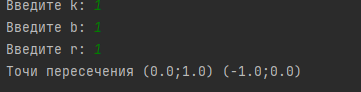 Введите k: 1
Введите b: 1
Введите r: 1
Точи пересечения (0.0;1.0) (-1.0;0.0)